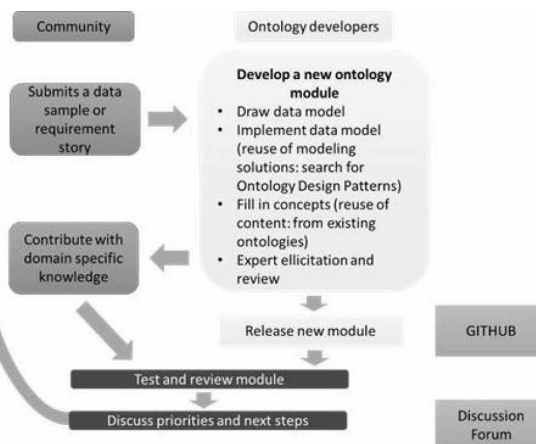 Community
Ontology developers
Submits a data
sample or
requirement
story
Develop a new ontology
module
• Draw data model
• Implement data model
(reuse of modeling
solutions: search for
Ontology Design Patterns)
• Fill in concepts (reuse of
content: from existing
ontologies)
• Expert ellicitation and
review
Contribute with
domain specific
knowledge
Release new module
GITHUB
Test and review module
Discuss priorities and next steps
Discussion
Forum